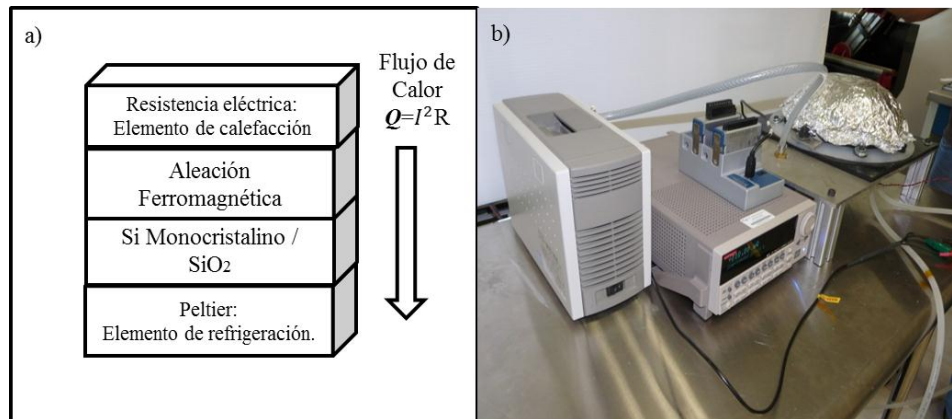 a)
Resistencia eléctrica:
Elemento de calefacción
Aleación
Ferromagnética
Si Monocristalino /
SiO₂
Peltier:
Elemento de refrigeración.
Flujo de
Calor
Q=I²R
b)